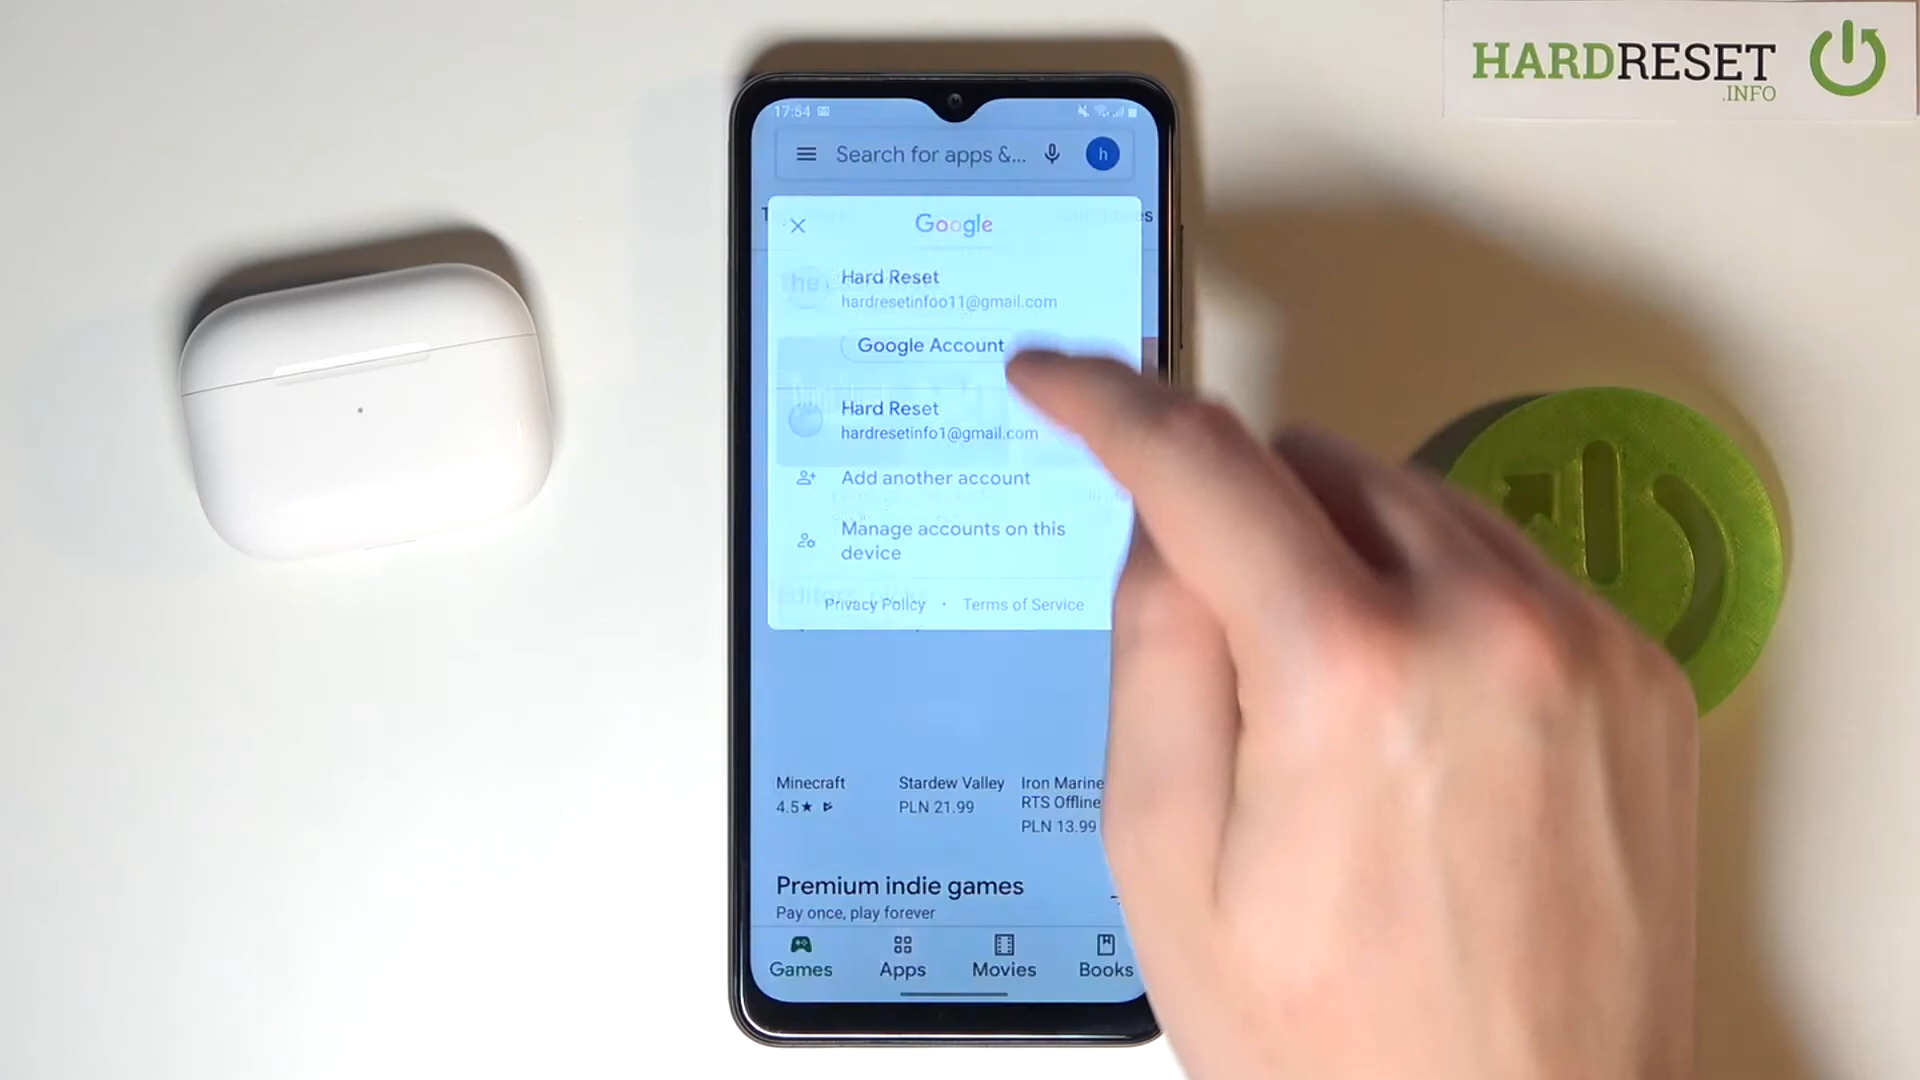 HARDRESET
.INFO
17:54
Search for apps &...
h
Google
Hard Reset
hardresetinfoo11@gmail.com
Google Account
Hard Reset
hardresetinfo1@gmail.com
Add another account
Manage accounts on this
device
Privacy Policy · Terms of Service
Minecraft
4.5★
Stardew Valley
PLN 21.99
Iron Marine
RTS Offline
PLN 13.99
Premium indie games
Pay once, play forever
Games
Apps
Movies
Books